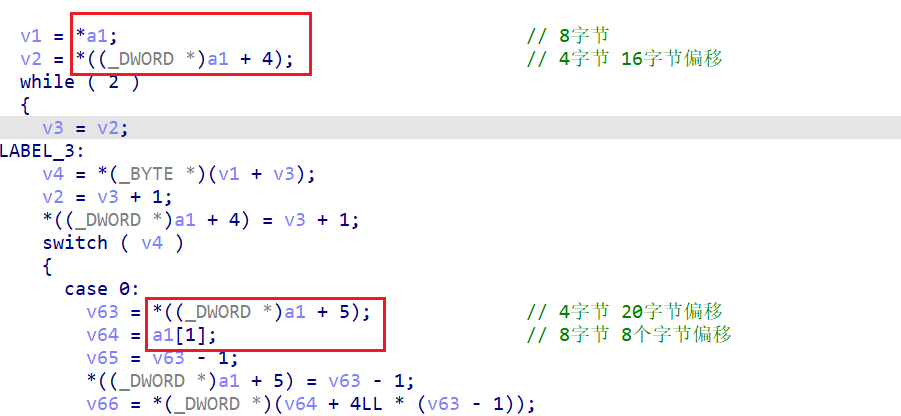 v1 = *a1; // 8字节
v2 = *((_DWORD *)a1 + 4); // 4字节 16字节偏移
while ( 2 )
{
v3 = v2;
LABEL_3:
v4 = *(_BYTE *)(v1 + v3);
v2 = v3 + 1;
*((_DWORD *)a1 + 4) = v3 + 1;
switch ( v4 )
{
case 0:
v63 = *((_DWORD *)a1 + 5); // 4字节 20字节偏移
v64 = a1[1]; // 8字节 8个字节偏移
v65 = v63 - 1;
*((_DWORD *)a1 + 5) = v63 - 1;
v66 = *(_DWORD *)(v64 + 4LL * (v63 - 1));